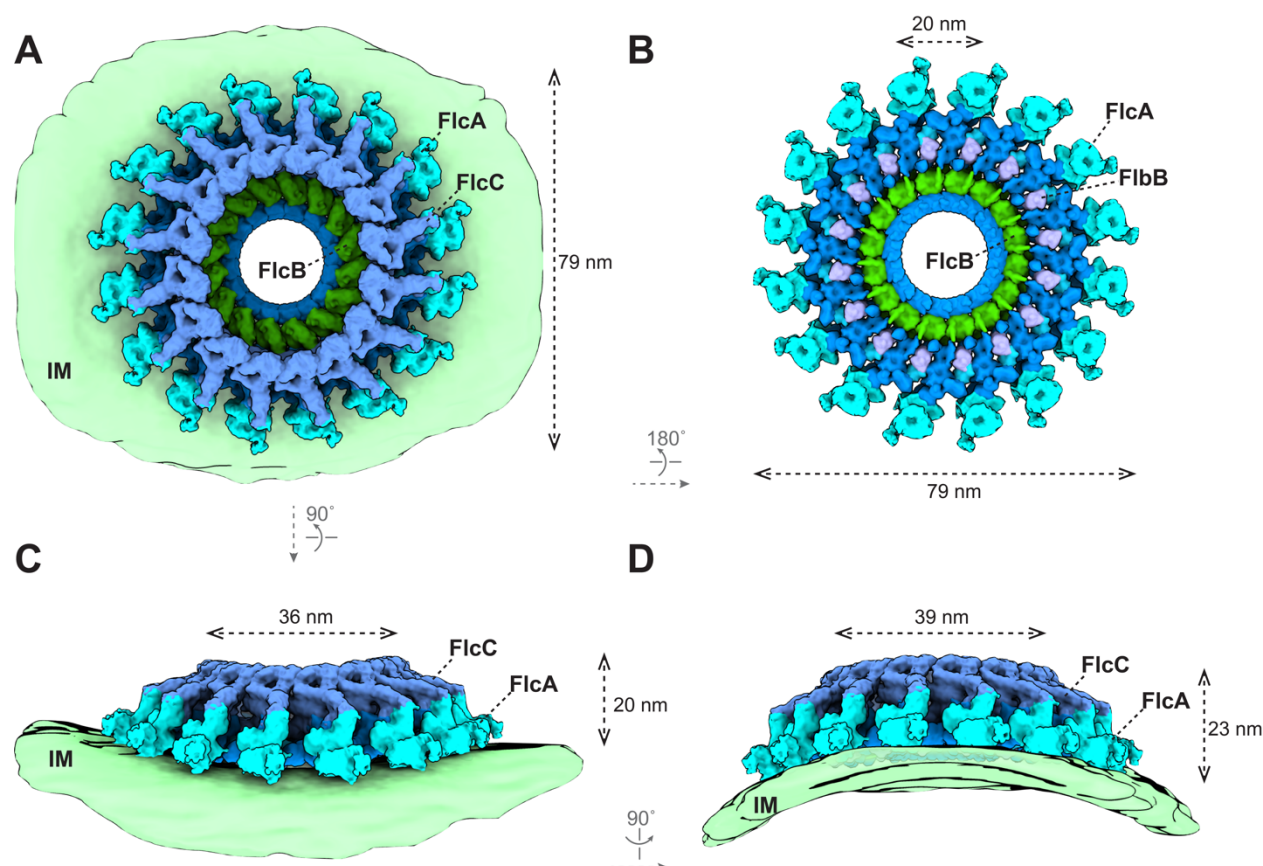 A
FlcA
FlcC
FlcB
IM
79 nm
B
20 nm
FlcA
FlbB
FlcB
180°
79 nm
90°
C
36 nm
FlcC
FlcA
20 nm
IM
D
39 nm
FlcC
FlcA
23 nm
IM
90°